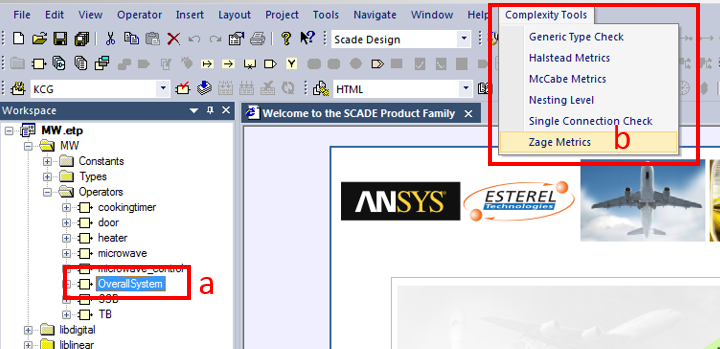 File Edit View Operator Insert Layout Project Tools Navigate Window Help Complexity Tools
Scade Design
KCG
HTML
Generic Type Check
Halstead Metrics
McCabe Metrics
Nesting Level
Single Connection Check
Zage Metrics
b
Workspace
Welcome to the SCADE Product Family
MW.etp
MW
Constants
Types
Operators
cookingtimer
door
heater
microwave
microwave_control
OverallSystem
a
SSB
TB
libdigital
liblinear
ANSYS
ESTEREL
Technologies